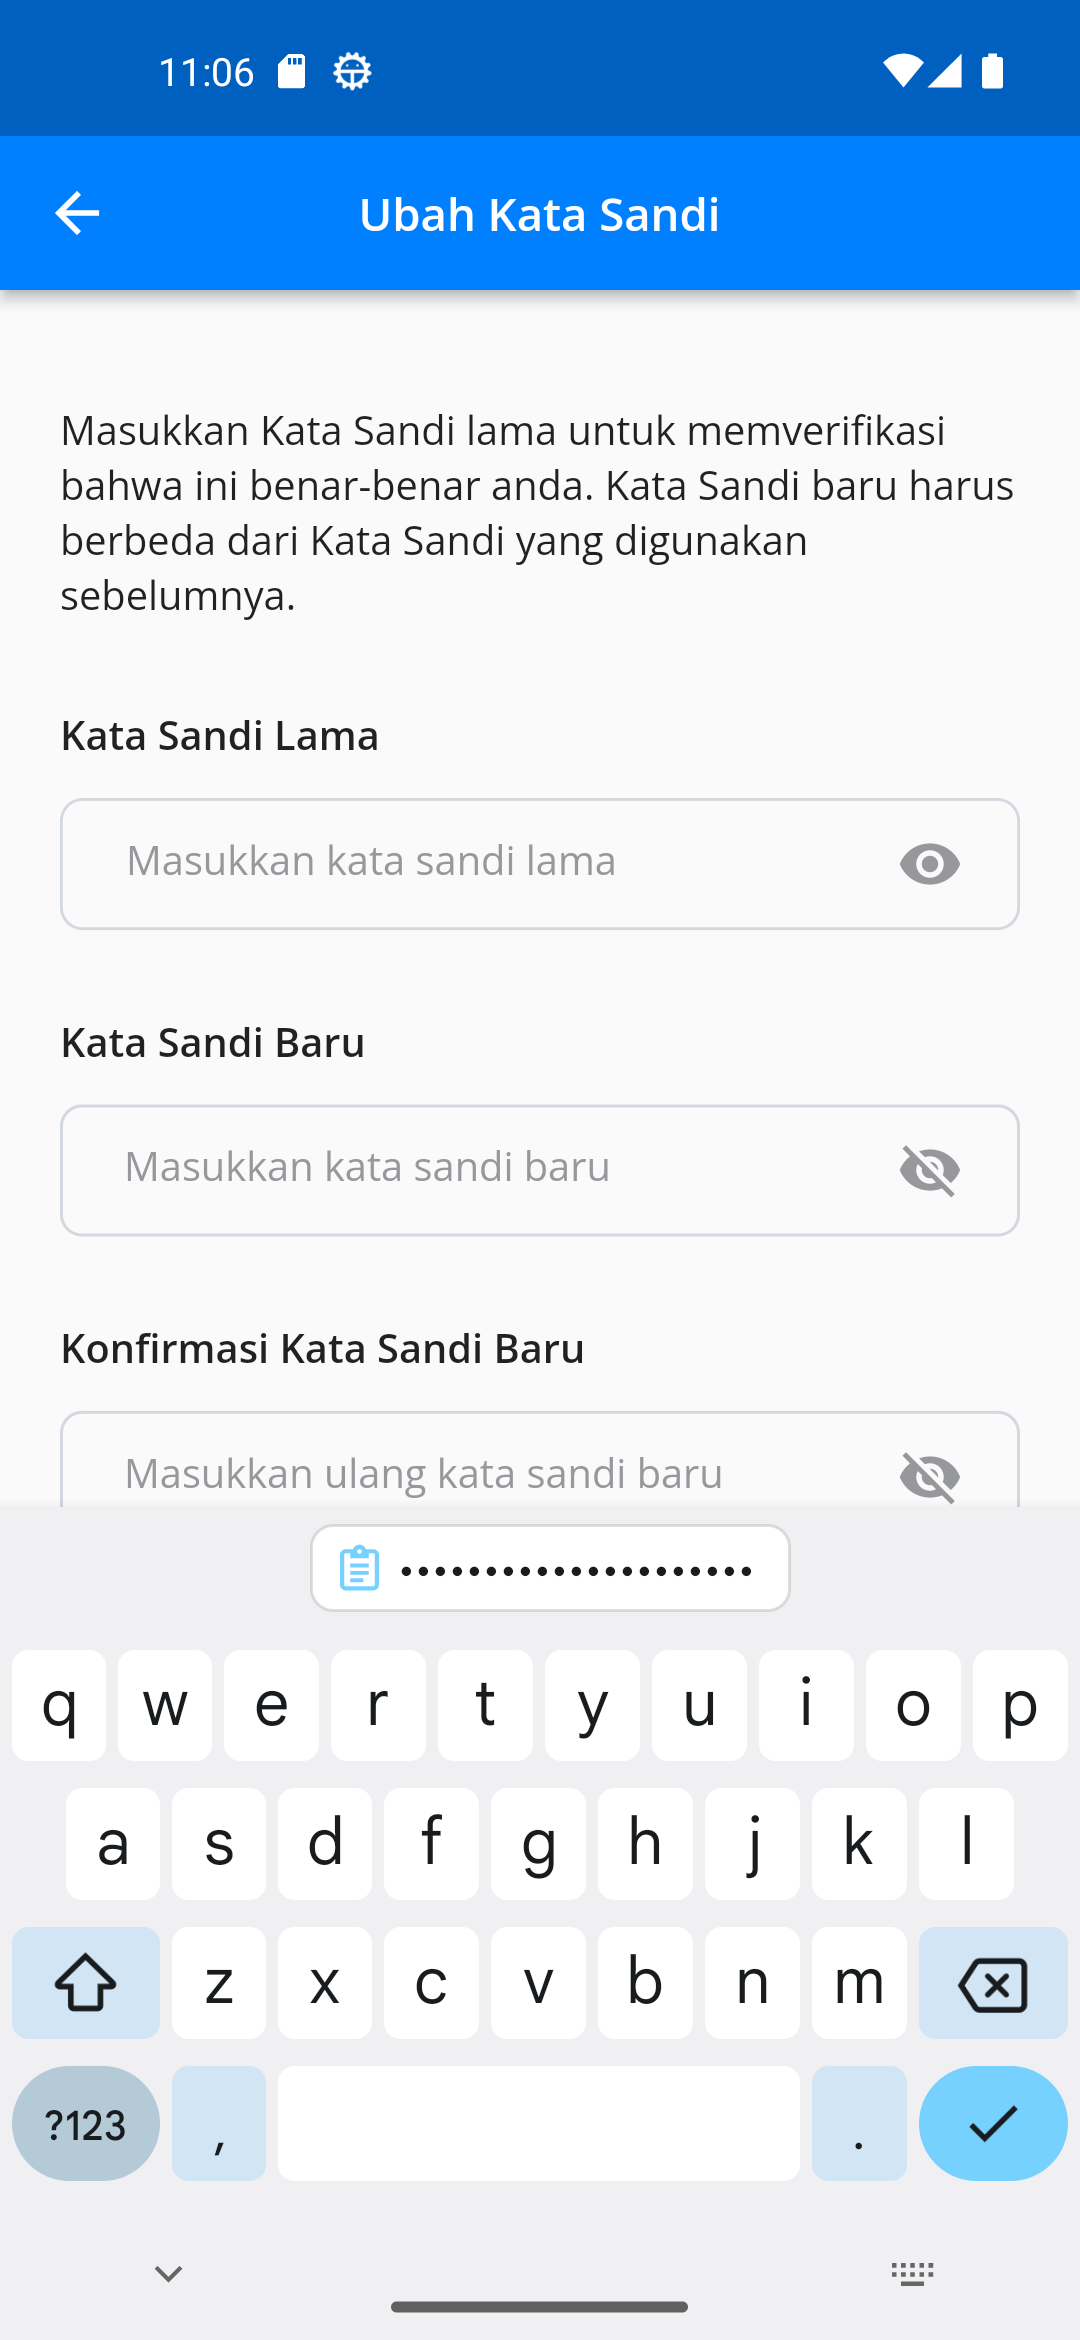 11:06
Ubah Kata Sandi
Masukkan Kata Sandi lama untuk memverifikasi
bahwa ini benar-benar anda. Kata Sandi baru harus
berbeda dari Kata Sandi yang digunakan
sebelumnya.
Kata Sandi Lama
Masukkan kata sandi lama
Kata Sandi Baru
Masukkan kata sandi baru
Konfirmasi Kata Sandi Baru
Masukkan ulang kata sandi baru
•••••••••••••••••••••
q w e r t y u i o p
a s d f g h j k l
z x c v b n m
?123 , .